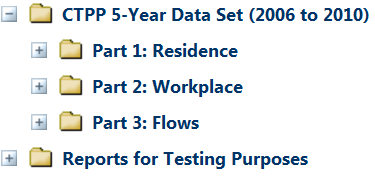 CTPP 5-Year Data Set (2006 to 2010)
Part 1: Residence
Part 2: Workplace
Part 3: Flows
Reports for Testing Purposes